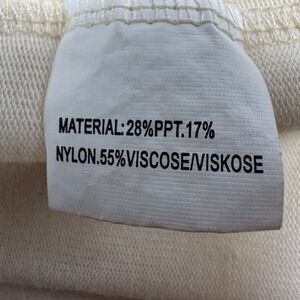 MATERIAL:28%PPT.17%
NYLON.55%VISCOSE/VISKOSE